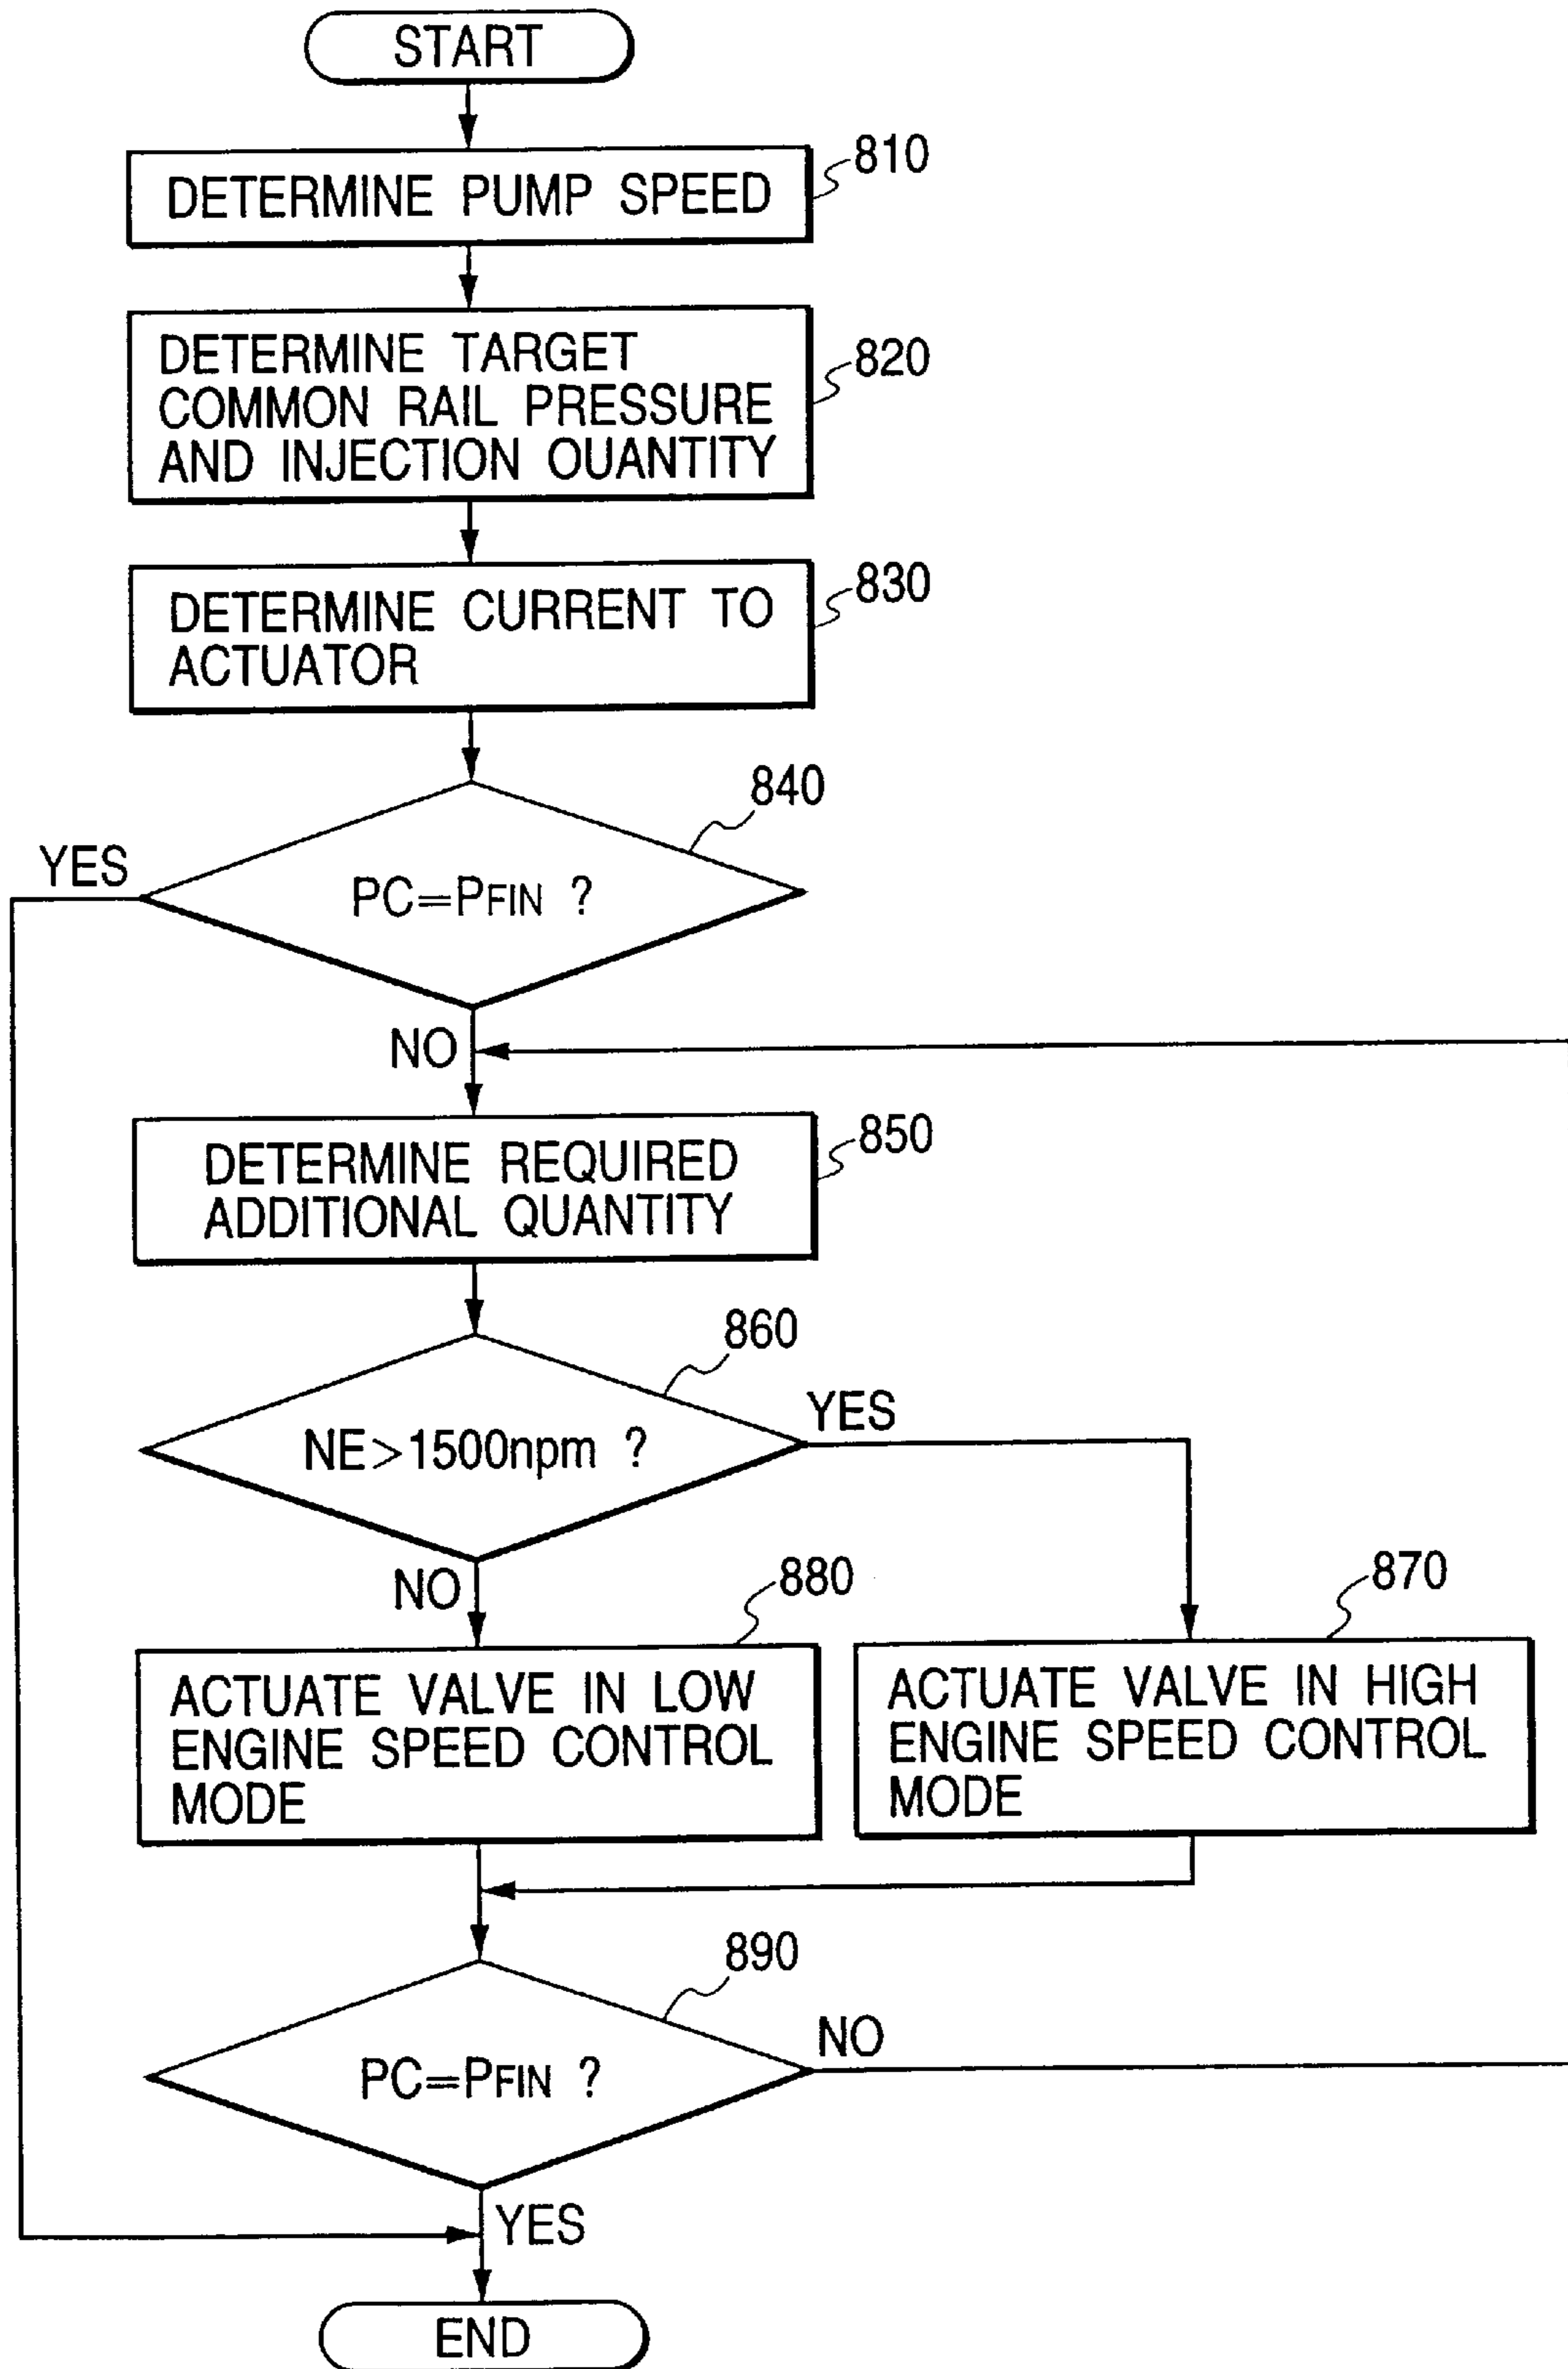 START
DETERMINE PUMP SPEED
810
DETERMINE TARGET
COMMON RAIL PRESSURE
AND INJECTION OUANTITY
820
DETERMINE CURRENT TO
ACTUATOR
830
840
YES
PC=PFIN ?
NO
DETERMINE REQUIRED
ADDITIONAL QUANTITY
850
860
YES
NE>1500npm ?
NO
880
870
ACTUATE VALVE IN LOW
ENGINE SPEED CONTROL
MODE
ACTUATE VALVE IN HIGH
ENGINE SPEED CONTROL
MODE
890
NO
PC=PFIN ?
YES
END